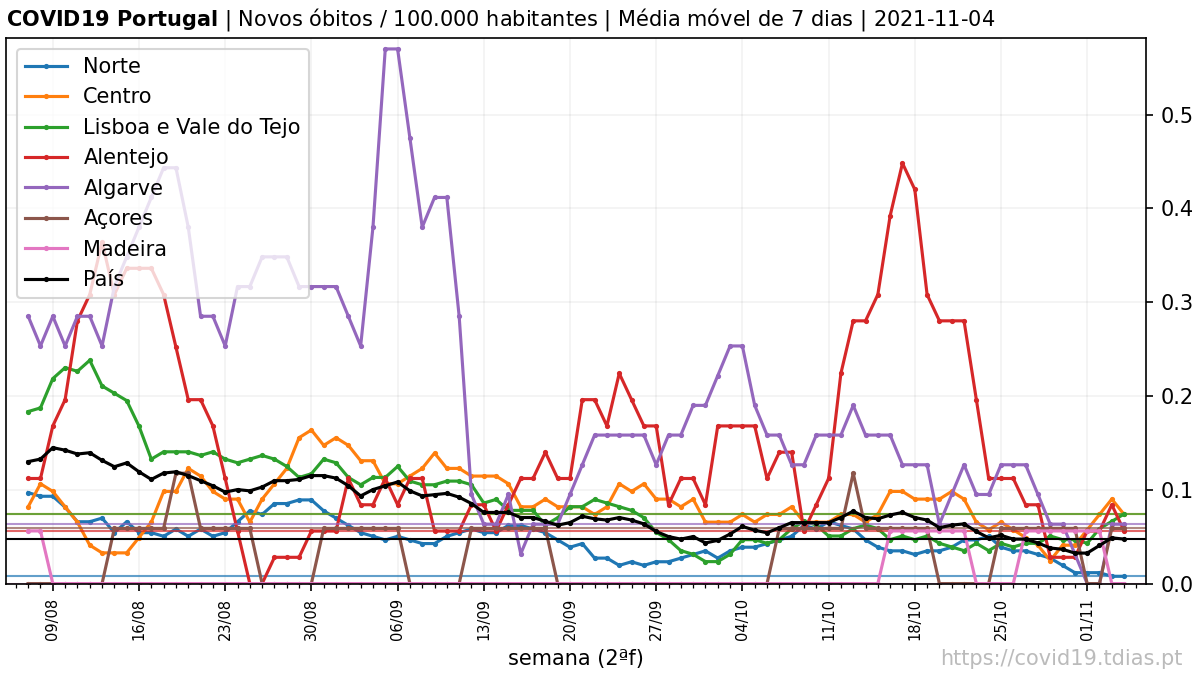 COVID19 Portugal | Novos óbitos / 100.000 habitantes | Média móvel de 7 dias | 2021-11-04
Norte
Centro
Lisboa e Vale do Tejo
Alentejo
Algarve
Açores
Madeira
País
0.5
0.4
0.3
0.2
0.1
0.0
09/08 16/08 23/08 30/08 06/09 13/09 20/09 27/09 04/10 11/10 18/10 25/10 01/11
semana (2ªf)
https://covid19.tdias.pt